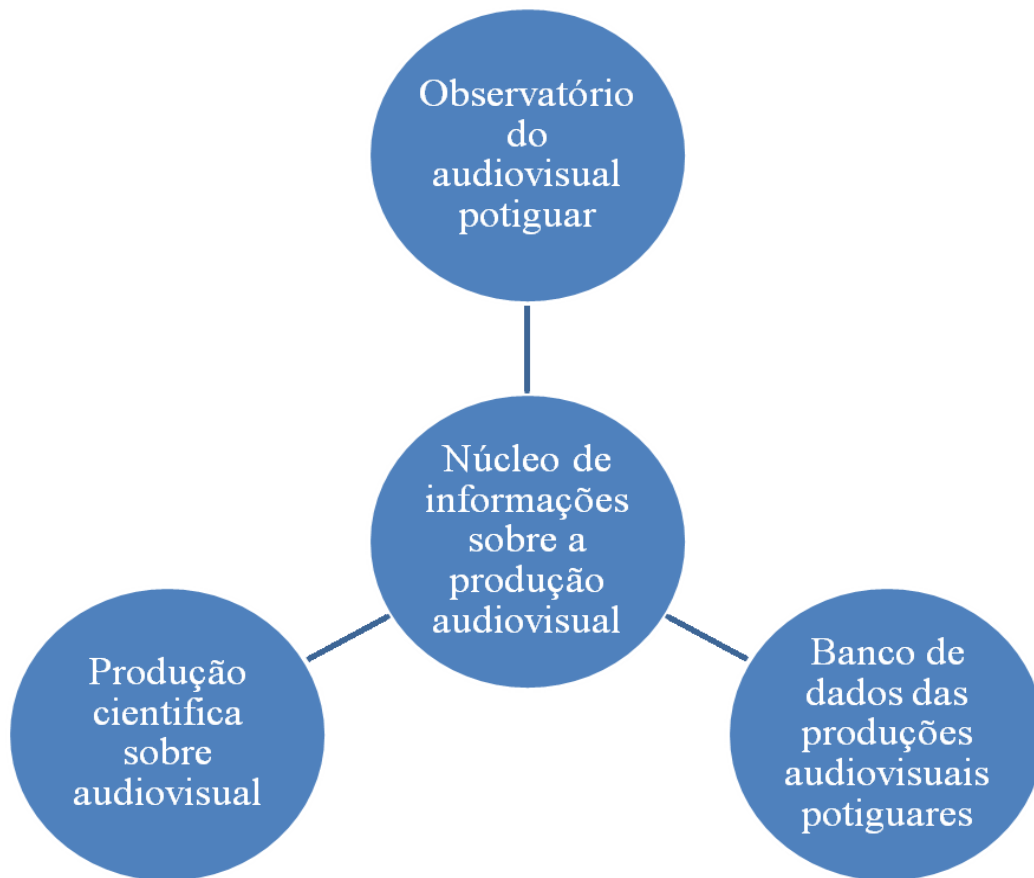 Observatório
do
audiovisual
potiguar
Núcleo de
informações
sobre a
produção
audiovisual
Produção
cientifica
sobre
audiovisual
Banco de
dados das
produções
audiovisuais
potiguares